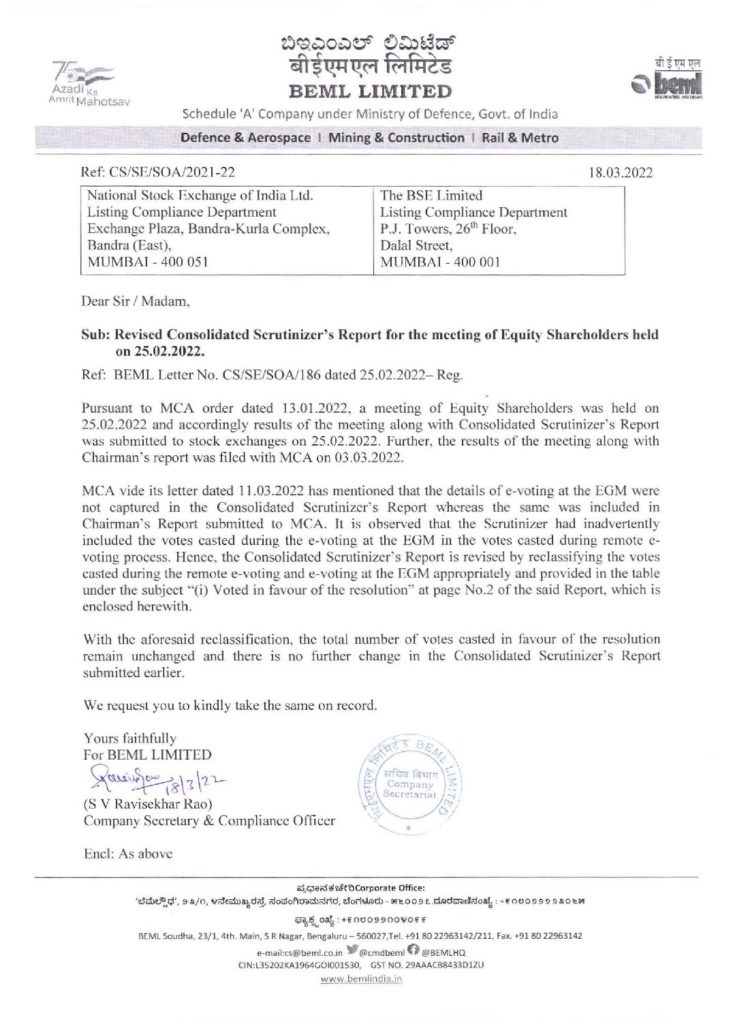 ಬಿಇಎಂಎಲ್ ಲಿಮಿಟೆಡ್
बीईएमएल लिमिटेड
BEML LIMITED
75
Azadi Ka
Amrit Mahotsav
बी ई एम एल
beml
Schedule 'A' Company under Ministry of Defence, Govt. of India
Defence & Aerospace I Mining & Construction I Rail & Metro
Ref: CS/SE/SOA/2021-22 18.03.2022
National Stock Exchange of India Ltd.
Listing Compliance Department
Exchange Plaza, Bandra-Kurla Complex,
Bandra (East),
MUMBAI - 400 051
The BSE Limited
Listing Compliance Department
P.J. Towers, 26th Floor,
Dalal Street,
MUMBAI - 400 001
Dear Sir / Madam,
Sub: Revised Consolidated Scrutinizer's Report for the meeting of Equity Shareholders held
on 25.02.2022.
Ref: BEML Letter No. CS/SE/SOA/186 dated 25.02.2022– Reg.
Pursuant to MCA order dated 13.01.2022, a meeting of Equity Shareholders was held on
25.02.2022 and accordingly results of the meeting along with Consolidated Scrutinizer's Report
was submitted to stock exchanges on 25.02.2022. Further, the results of the meeting along with
Chairman's report was filed with MCA on 03.03.2022.
MCA vide its letter dated 11.03.2022 has mentioned that the details of e-voting at the EGM were
not captured in the Consolidated Scrutinizer's Report whereas the same was included in
Chairman's Report submitted to MCA. It is observed that the Scrutinizer had inadvertently
included the votes casted during the e-voting at the EGM in the votes casted during remote e-
voting process. Hence, the Consolidated Scrutinizer's Report is revised by reclassifying the votes
casted during the remote e-voting and e-voting at the EGM appropriately and provided in the table
under the subject "(i) Voted in favour of the resolution" at page No.2 of the said Report, which is
enclosed herewith.
With the aforesaid reclassification, the total number of votes casted in favour of the resolution
remain unchanged and there is no further change in the Consolidated Scrutinizer's Report
submitted earlier.
We request you to kindly take the same on record.
Yours faithfully
For BEML LIMITED
18/3/22
(S V Ravisekhar Rao)
Company Secretary & Compliance Officer
BEML LIMITED
सचिव विभाग
Company
Secretariat
Encl: As above
ಪ್ರಧಾನ ಕಚೇರಿCorporate Office:
'ಬೆಮೆಲ್ಸೌಧ', ೨೩/೧, ೪ನೇಮುಖ್ಯರಸ್ತೆ, ಸಂಪಂಗಿರಾಮನಗರ, ಬೆಂಗಳೂರು - ೫೬೦೦೨೭
BEML Soudha, 23/1, 4th. Main, S R Nagar, Bengaluru – 560027,Tel. +91 80 22963142/211, Fax. +91 80 22963142
e-mail:cs@beml.co.in @cmdbeml @BEMLHQ
CIN:L35202KA1964GOI001530, GST NO. 29AAACB8433D1ZU
www.bemlindia.in